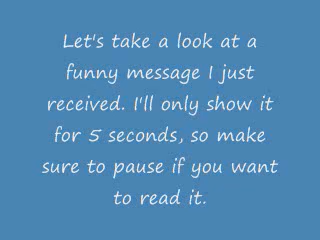 Let's take a look at a
funny message I just
received. I'll only show it
for 5 seconds, so make
sure to pause if you want
to read it.